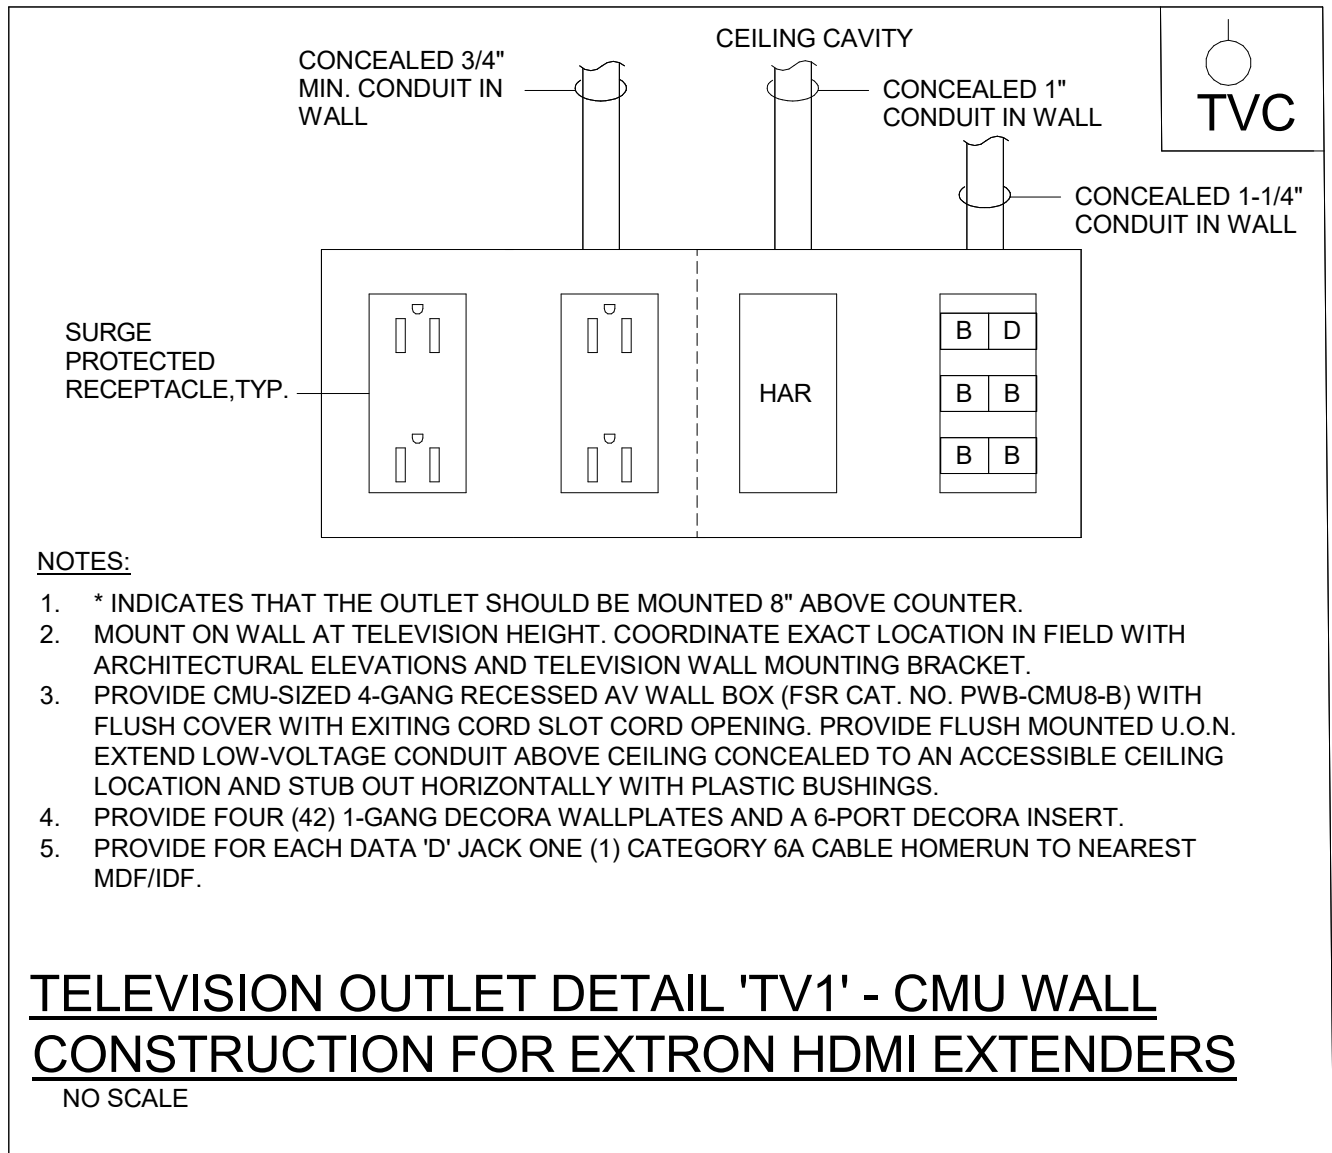 CEILING CAVITY
CONCEALED 3/4"
MIN. CONDUIT IN
WALL
CONCEALED 1"
CONDUIT IN WALL
TVC
CONCEALED 1-1/4"
CONDUIT IN WALL
SURGE
PROTECTED
RECEPTACLE,TYP.
HAR
B D
B B
B B
NOTES:
1. * INDICATES THAT THE OUTLET SHOULD BE MOUNTED 8" ABOVE COUNTER.
2. MOUNT ON WALL AT TELEVISION HEIGHT. COORDINATE EXACT LOCATION IN FIELD WITH
ARCHITECTURAL ELEVATIONS AND TELEVISION WALL MOUNTING BRACKET.
3. PROVIDE CMU-SIZED 4-GANG RECESSED AV WALL BOX (FSR CAT. NO. PWB-CMU8-B) WITH
FLUSH COVER WITH EXITING CORD SLOT CORD OPENING. PROVIDE FLUSH MOUNTED U.O.N.
EXTEND LOW-VOLTAGE CONDUIT ABOVE CEILING CONCEALED TO AN ACCESSIBLE CEILING
LOCATION AND STUB OUT HORIZONTALLY WITH PLASTIC BUSHINGS.
4. PROVIDE FOUR (42) 1-GANG DECORA WALLPLATES AND A 6-PORT DECORA INSERT.
5. PROVIDE FOR EACH DATA 'D' JACK ONE (1) CATEGORY 6A CABLE HOMERUN TO NEAREST
MDF/IDF.
TELEVISION OUTLET DETAIL 'TV1' - CMU WALL
CONSTRUCTION FOR EXTRON HDMI EXTENDERS
NO SCALE